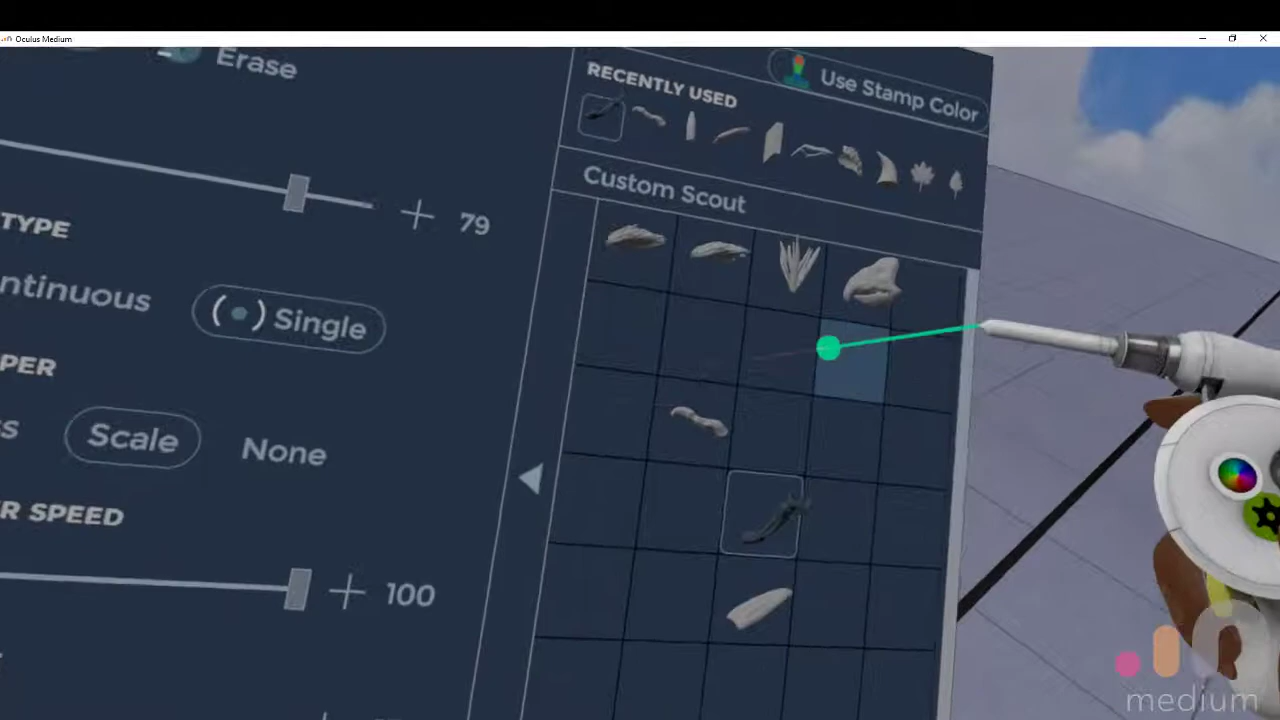 Oculus Medium
Erase
Use Stamp Color
RECENTLY USED
79
Custom Scout
TYPE
ntinuous
Single
PER
s
Scale
None
R SPEED
100
medium